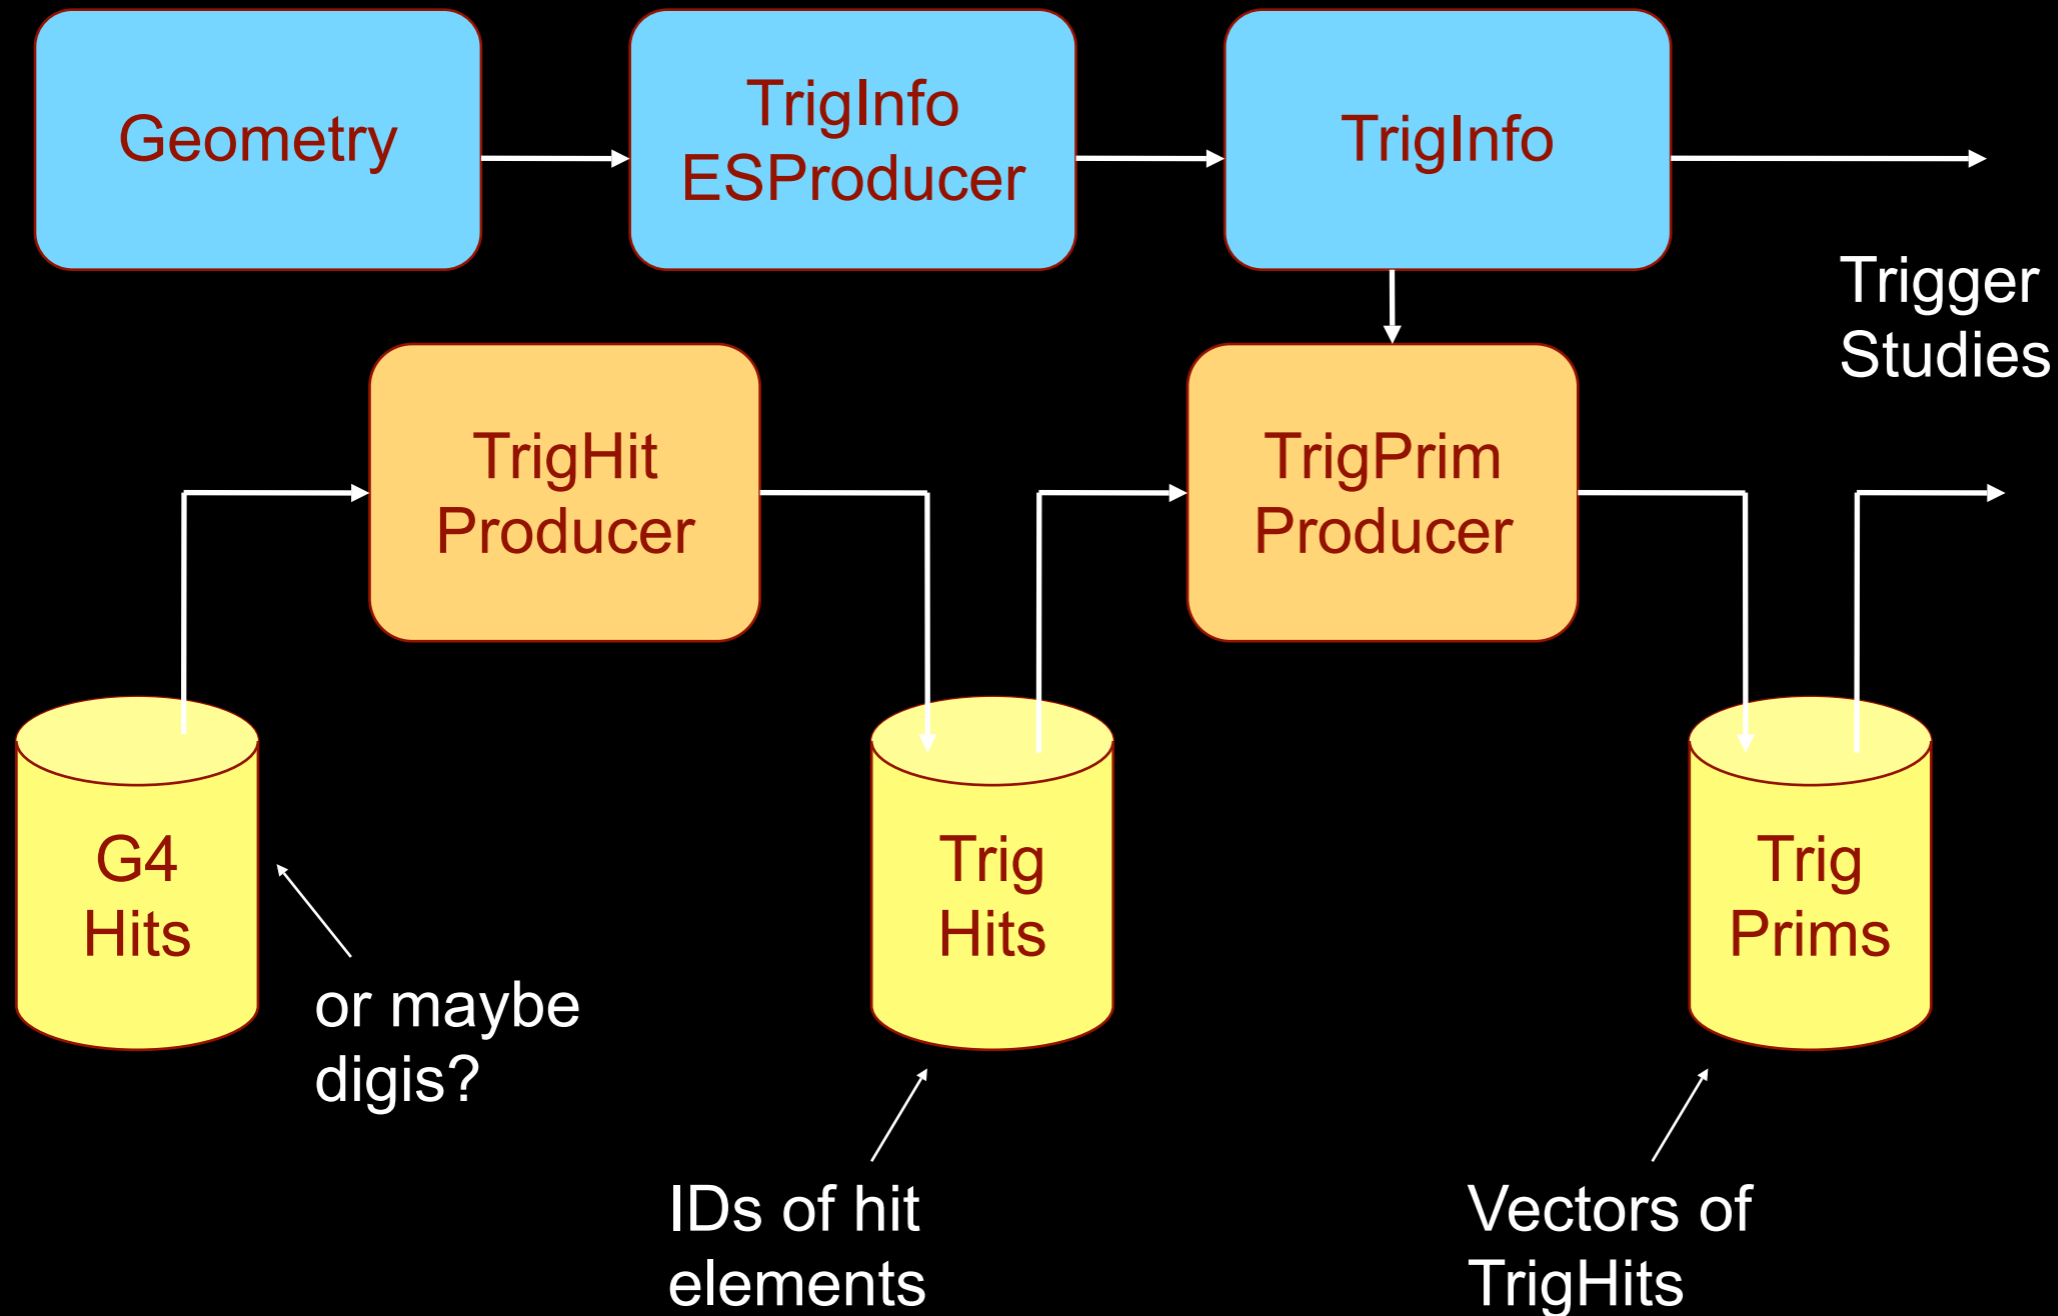 Geometry
TrigInfo
ESProducer
TrigInfo
Trigger
Studies
TrigHit
Producer
TrigPrim
Producer
G4
Hits
or maybe
digis?
Trig
Hits
IDs of hit
elements
Trig
Prims
Vectors of
TrigHits